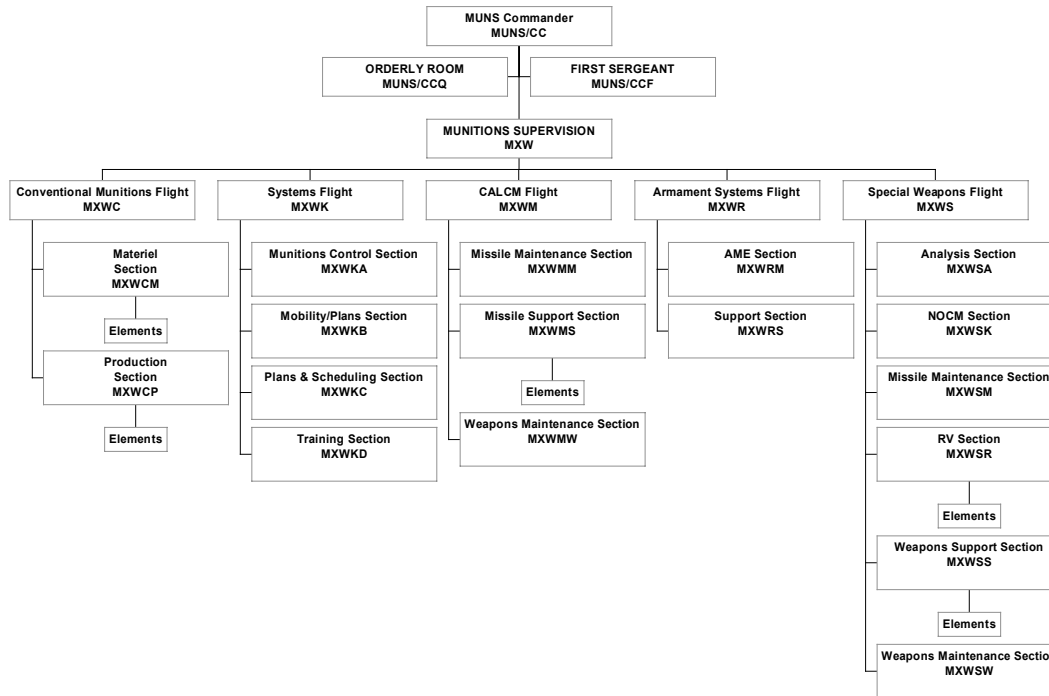 MUNS Commander
MUNS/CC
ORDERLY ROOM
MUNS/CCQ
FIRST SERGEANT
MUNS/CCF
MUNITIONS SUPERVISION
MXW
Conventional Munitions Flight
MXWC
Materiel
Section
MXWCM
Elements
Production
Section
MXWCP
Elements
Systems Flight
MXWK
Munitions Control Section
MXWKA
Mobility/Plans Section
MXWKB
Plans & Scheduling Section
MXWKC
Training Section
MXWKD
CALCM Flight
MXWM
Missile Maintenance Section
MXWMM
Missile Support Section
MXWMS
Elements
Weapons Maintenance Section
MXWMW
Armament Systems Flight
MXWR
AME Section
MXWRM
Support Section
MXWRS
Special Weapons Flight
MXWS
Analysis Section
MXWSA
NOCM Section
MXWSK
Missile Maintenance Section
MXWSM
RV Section
MXWSR
Elements
Weapons Support Section
MXWSS
Elements
Weapons Maintenance Sectio
MXWSW